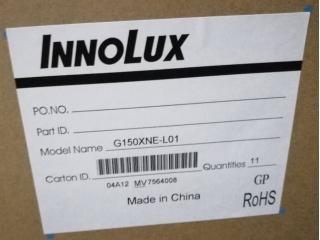 INNOLUX
PO.NO.
Part ID.
Model Name G150XNE-L01
Carton ID. Quantities 11
04A12 MV7564008
GP
Made in China
RoHS